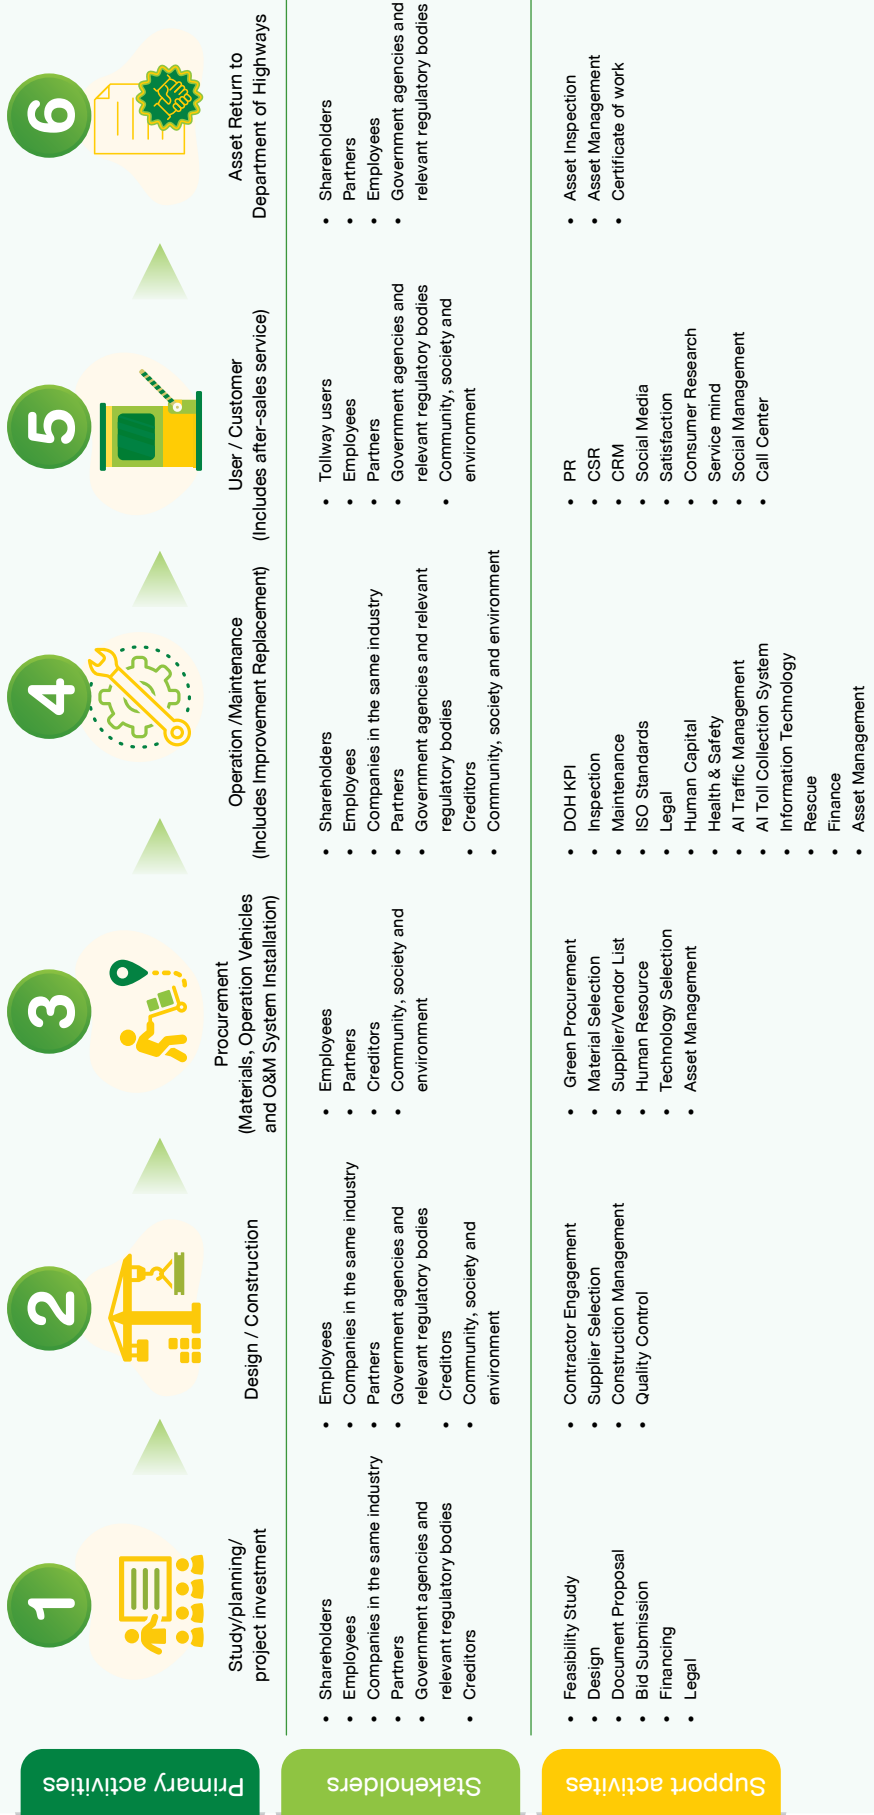 Primary activities
1
Study/planning/
project investment
2
Design / Construction
3
Procurement
(Materials, Operation Vehicles
and O&M System Installation)
4
Operation /Maintenance
(Includes Improvement Replacement)
5
User / Customer
(Includes after-sales service)
6
Asset Return to
Department of Highways
Stakeholders
• Shareholders
• Employees
• Companies in the same industry
• Partners
• Government agencies and
relevant regulatory bodies
• Creditors
• Employees
• Companies in the same industry
• Partners
• Government agencies and
relevant regulatory bodies
• Creditors
• Community, society and
environment
• Employees
• Partners
• Creditors
• Community, society and
environment
• Shareholders
• Employees
• Companies in the same industry
• Partners
• Government agencies and relevant
regulatory bodies
• Creditors
• Community, society and environment
• Tollway users
• Employees
• Partners
• Government agencies and
relevant regulatory bodies
• Community, society and
environment
• Shareholders
• Partners
• Employees
• Government agencies and
relevant regulatory bodies
Support activites
• Feasibility Study
• Design
• Document Proposal
• Bid Submission
• Financing
• Legal
• Contractor Engagement
• Supplier Selection
• Construction Management
• Quality Control
• Green Procurement
• Material Selection
• Supplier/Vendor List
• Human Resource
• Technology Selection
• Asset Management
• DOH KPI
• Inspection
• Maintenance
• ISO Standards
• Legal
• Human Capital
• Health & Safety
• AI Traffic Management
• AI Toll Collection System
• Information Technology
• Rescue
• Finance
• Asset Management
• PR
• CSR
• CRM
• Social Media
• Satisfaction
• Consumer Research
• Service mind
• Social Management
• Call Center
• Asset Inspection
• Asset Management
• Certificate of work